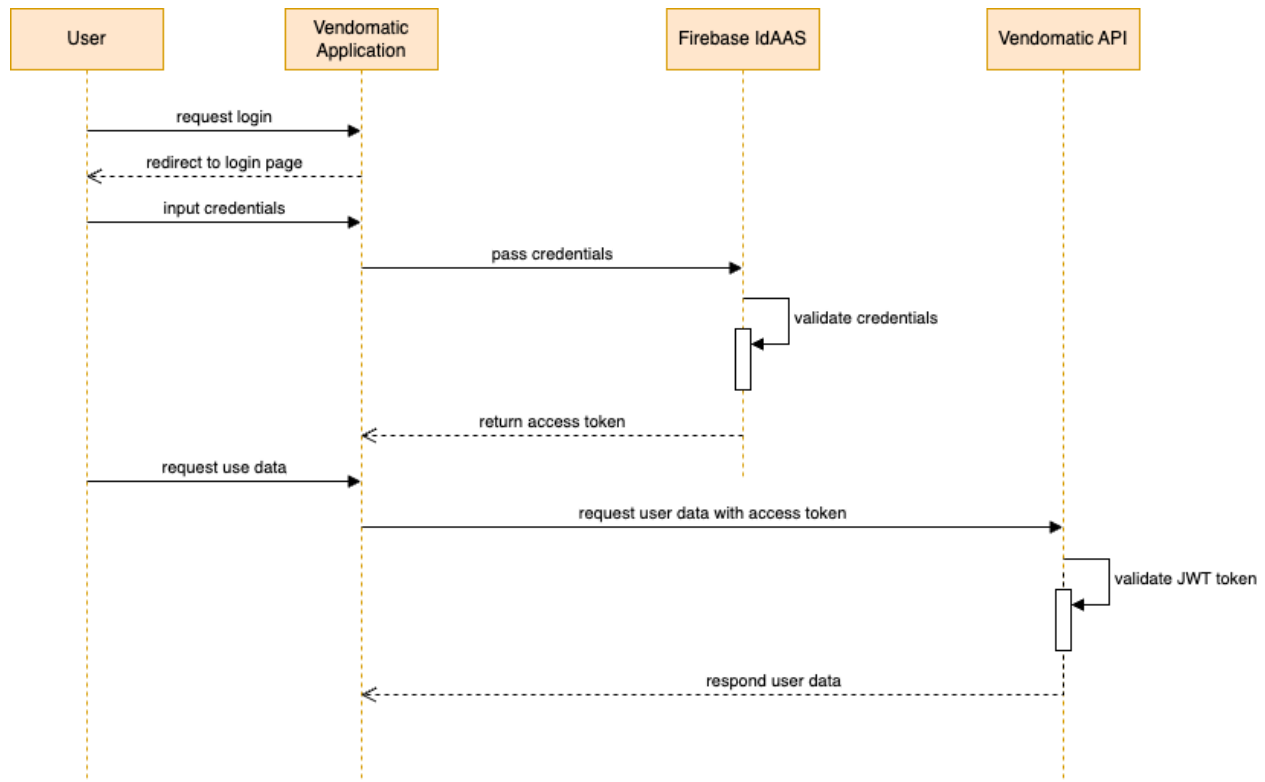 User
Vendomatic
Application
Firebase IdAAS
Vendomatic API
request login
redirect to login page
input credentials
pass credentials
validate credentials
return access token
request use data
request user data with access token
validate JWT token
respond user data